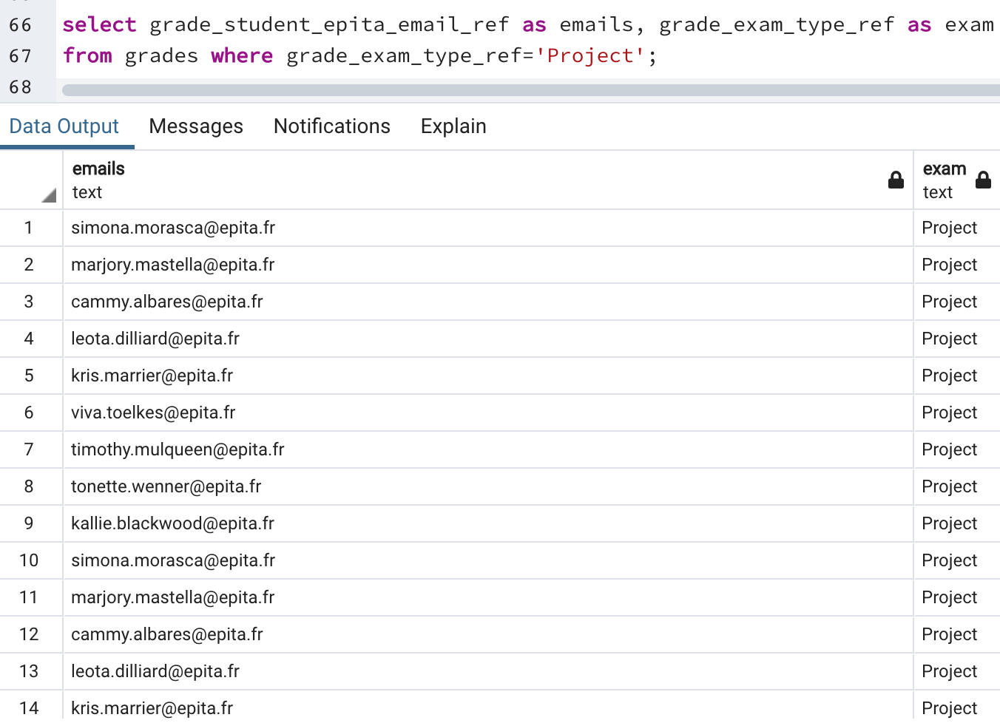 66 select grade_student_epita_email_ref as emails, grade_exam_type_ref as exam
67 from grades where grade_exam_type_ref='Project';
68
Data Output Messages Notifications Explain
emails exam
text text
1 simona.morasca@epita.fr Project
2 marjory.mastella@epita.fr Project
3 cammy.albares@epita.fr Project
4 leota.dilliard@epita.fr Project
5 kris.marrier@epita.fr Project
6 viva.toelkes@epita.fr Project
7 timothy.mulqueen@epita.fr Project
8 tonette.wenner@epita.fr Project
9 kallie.blackwood@epita.fr Project
10 simona.morasca@epita.fr Project
11 marjory.mastella@epita.fr Project
12 cammy.albares@epita.fr Project
13 leota.dilliard@epita.fr Project
14 kris.marrier@epita.fr Project